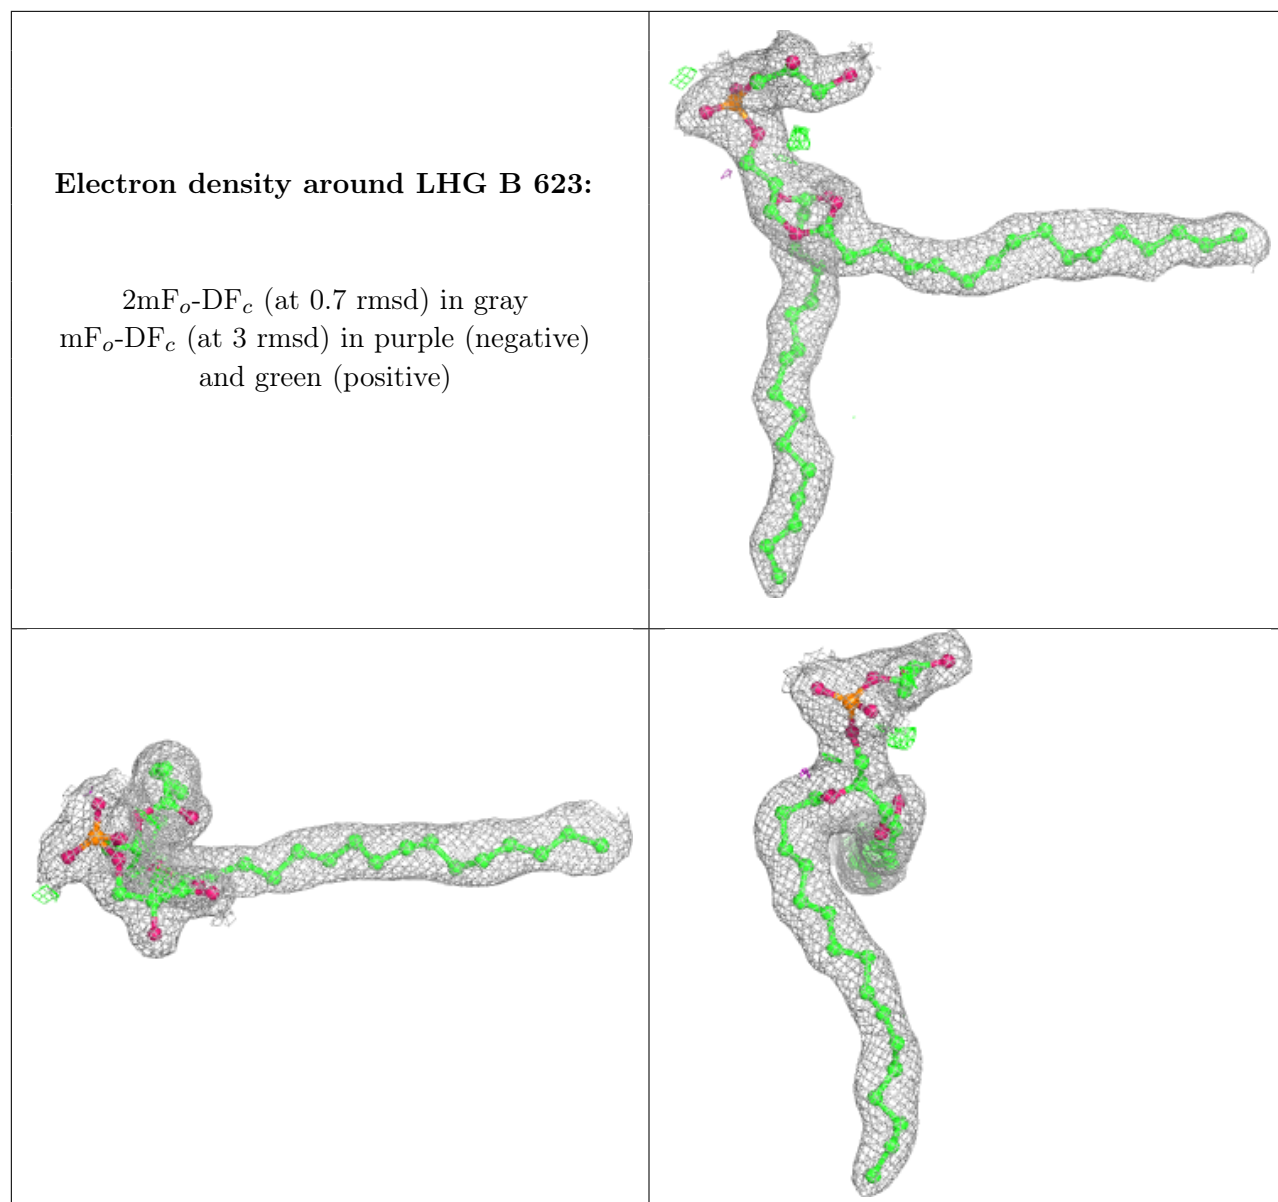 Electron density around LHG B 623:
2mFo-DFc (at 0.7 rmsd) in gray
mFo-DFc (at 3 rmsd) in purple (negative)
and green (positive)